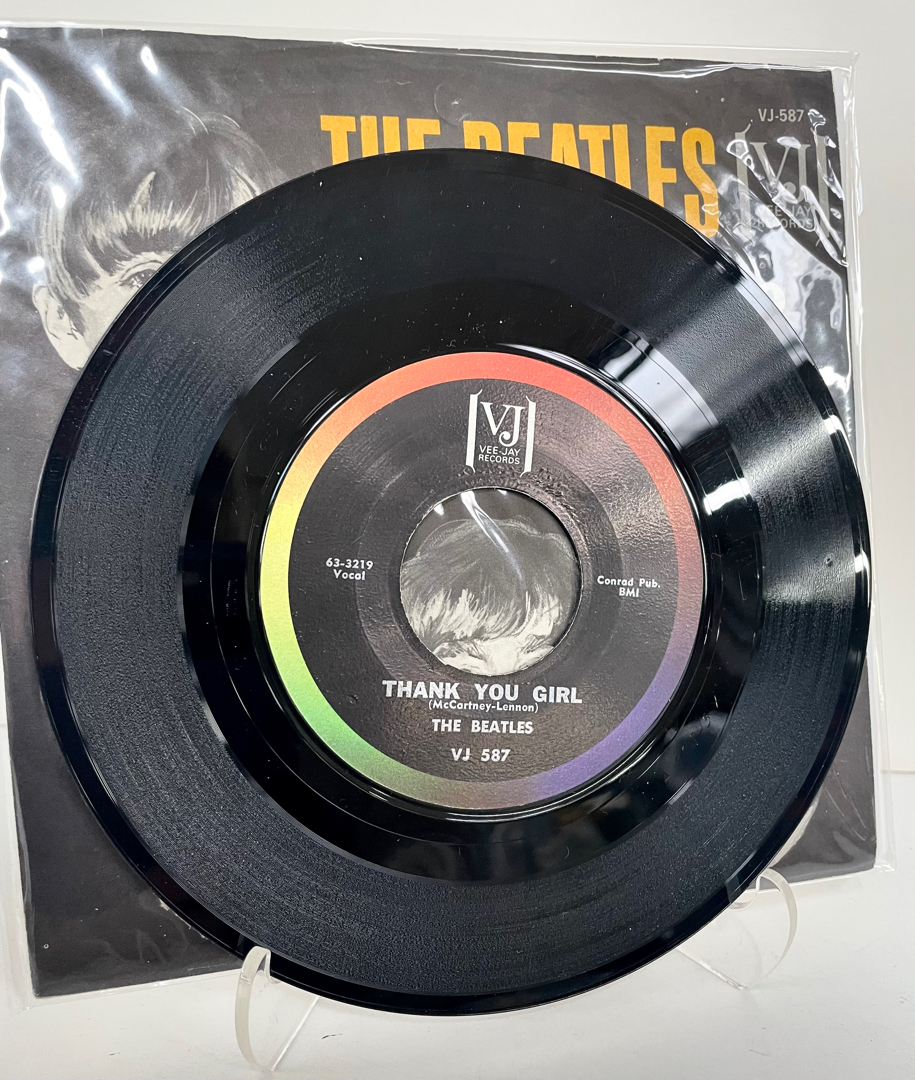 THE BEATLES
VJ-587
VJ
VEE-JAY
RECORDS
VJ
VEE-JAY
RECORDS
63-3219
Vocal
Conrad Pub.
BMI
THANK YOU GIRL
(McCartney-Lennon)
THE BEATLES
VJ 587